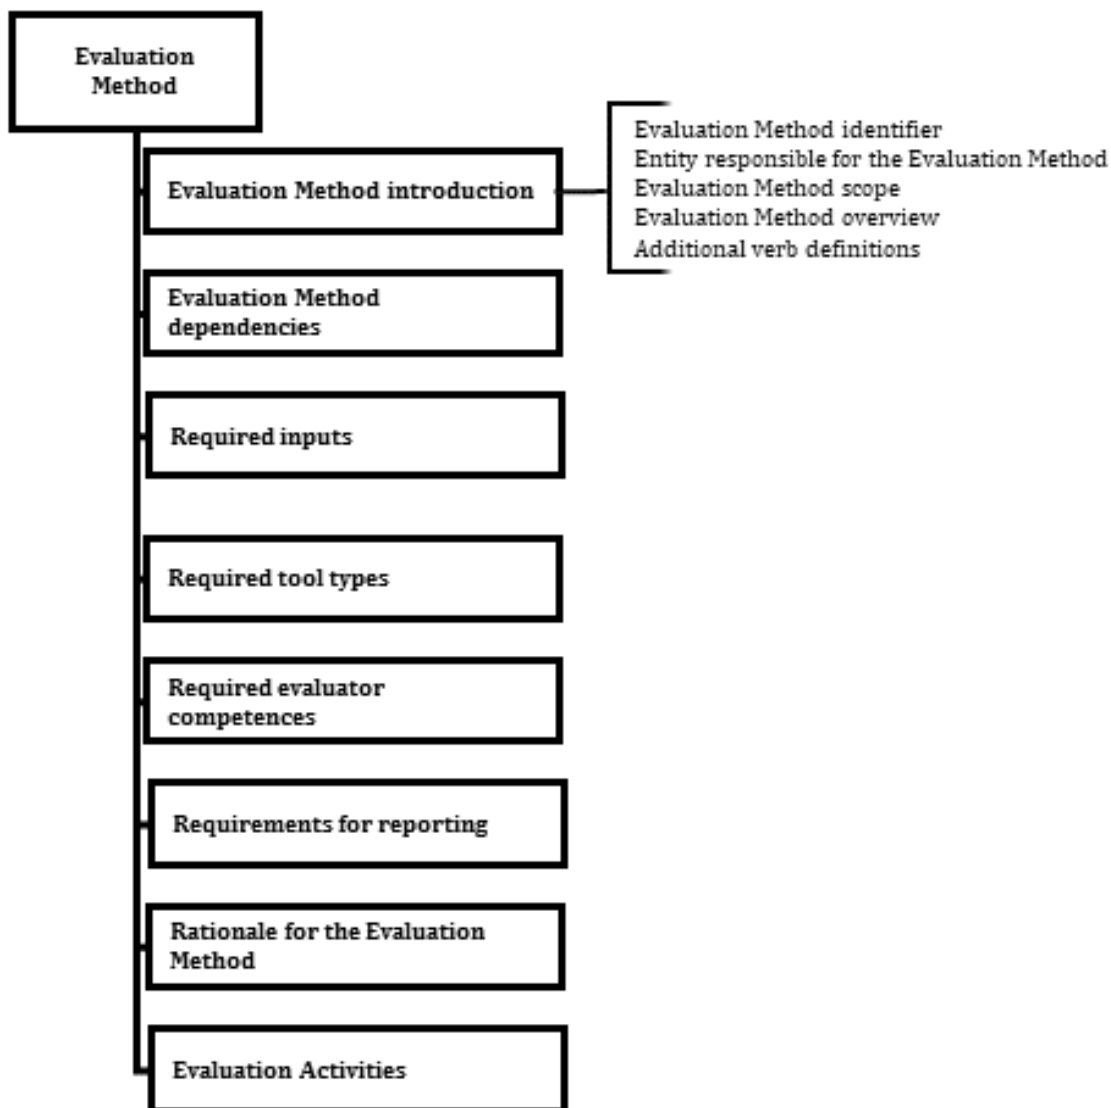 Evaluation
Method
Evaluation Method introduction
Evaluation Method identifier
Entity responsible for the Evaluation Method
Evaluation Method scope
Evaluation Method overview
Additional verb definitions
Evaluation Method
dependencies
Required inputs
Required tool types
Required evaluator
competences
Requirements for reporting
Rationale for the Evaluation
Method
Evaluation Activities